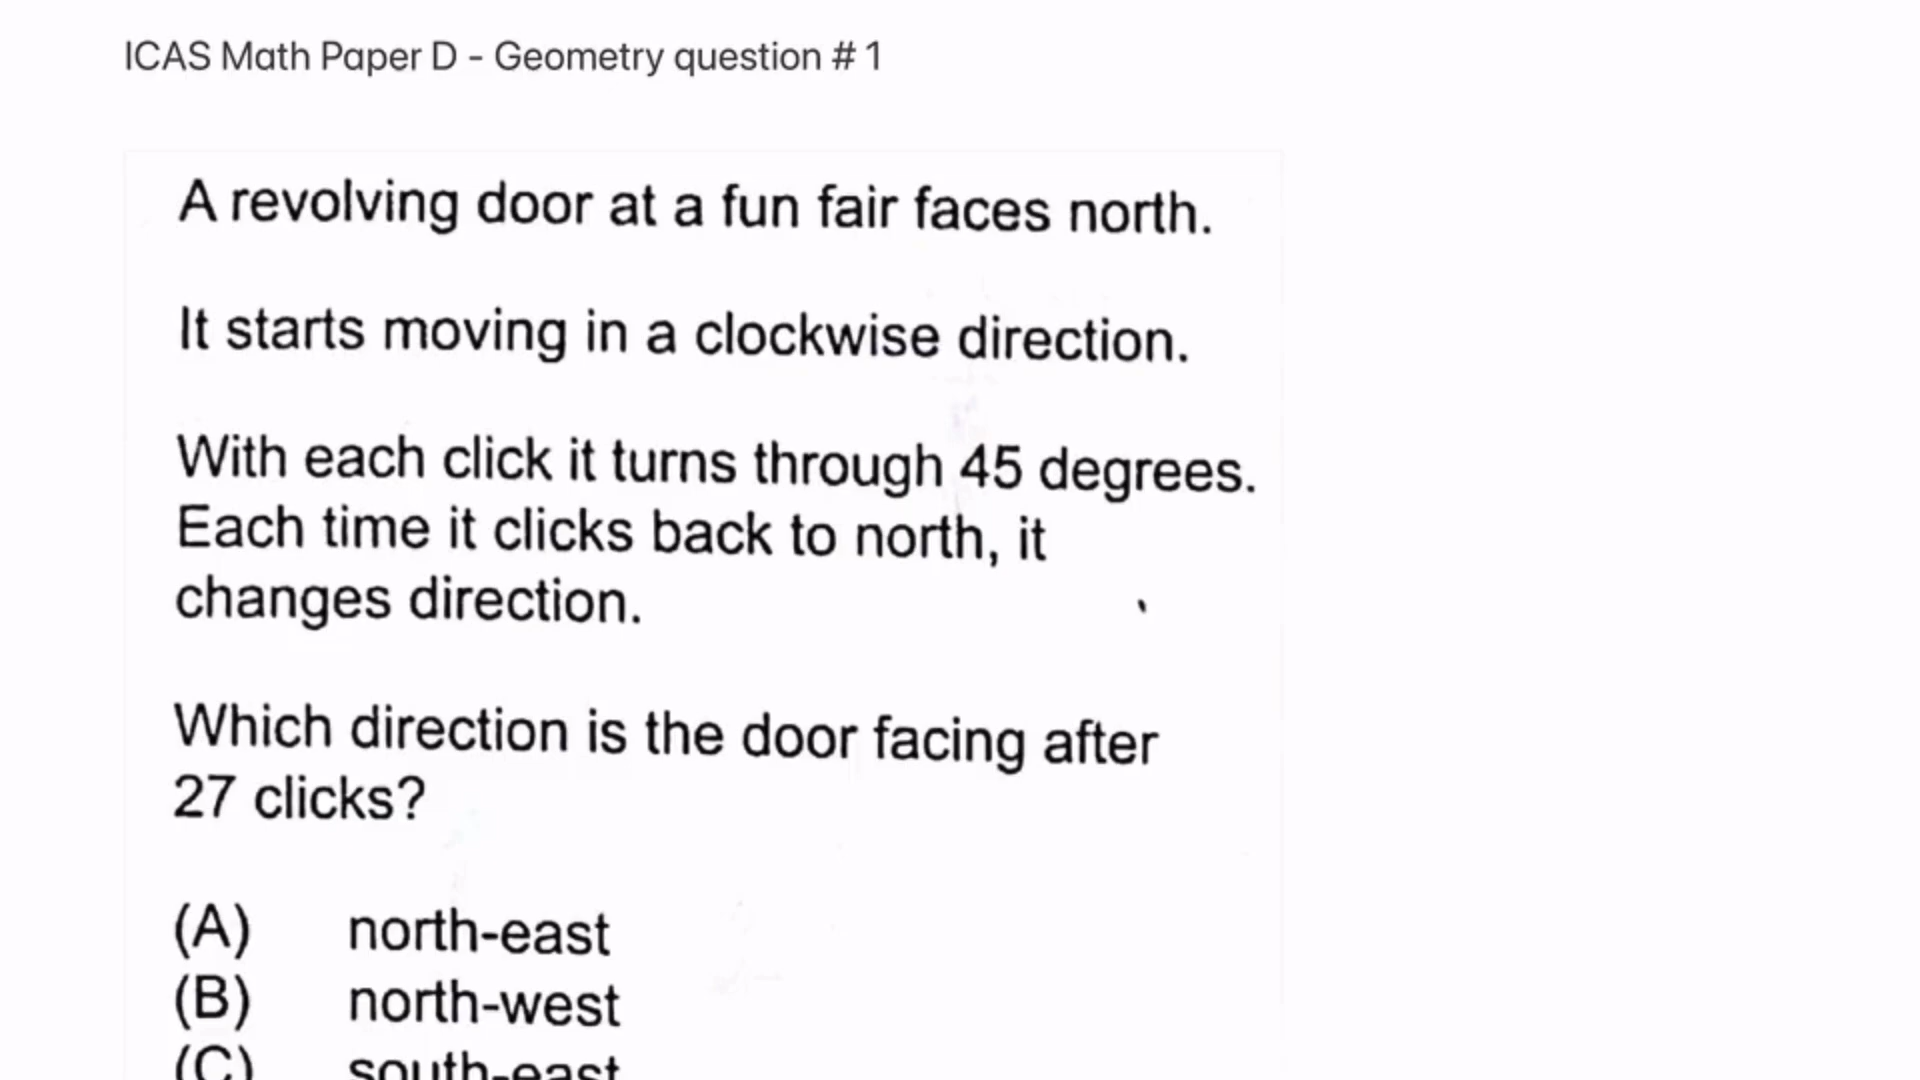 ICAS Math Paper D - Geometry question # 1
A revolving door at a fun fair faces north.
It starts moving in a clockwise direction.
With each click it turns through 45 degrees.
Each time it clicks back to north, it
changes direction.
Which direction is the door facing after
27 clicks?
(A) north-east
(B) north-west
(C) south-east